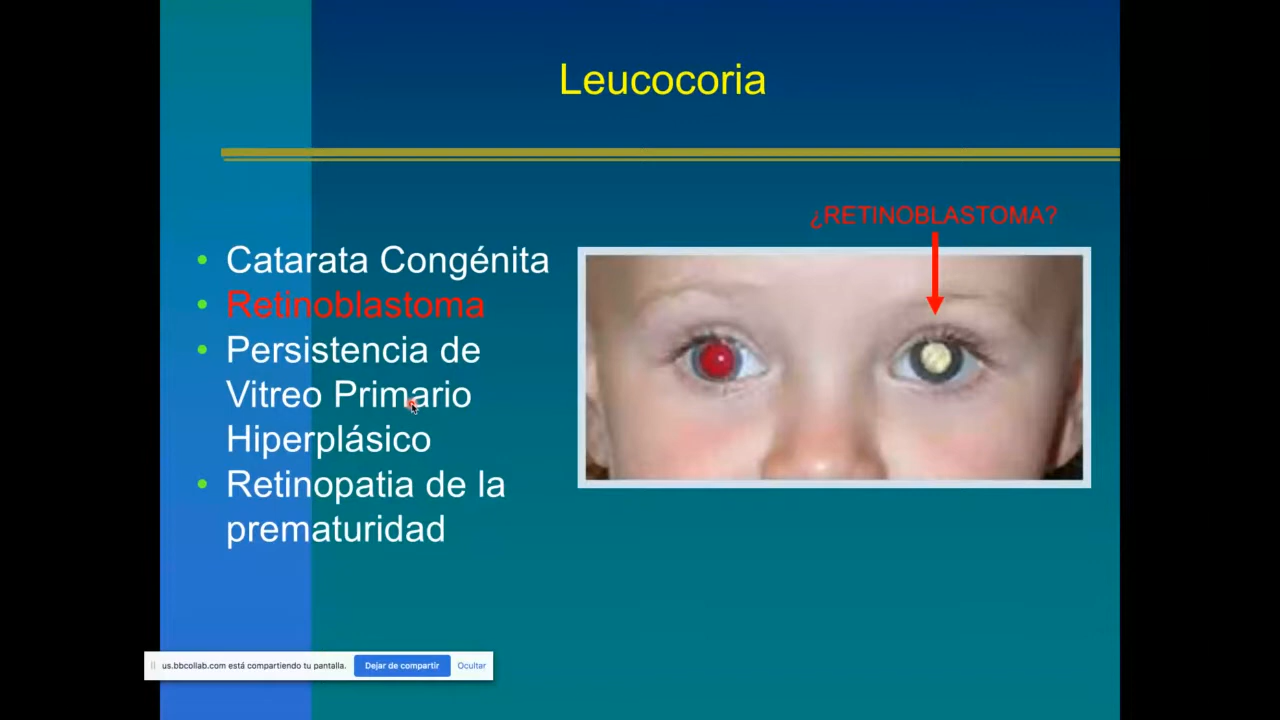 Leucocoria
¿RETINOBLASTOMA?
• Catarata Congénita
• Retinoblastoma
• Persistencia de
Vitreo Primario
Hiperplásico
• Retinopatia de la
prematuridad
us.bbcollab.com está compartiendo tu pantalla. Dejar de compartir Ocultar